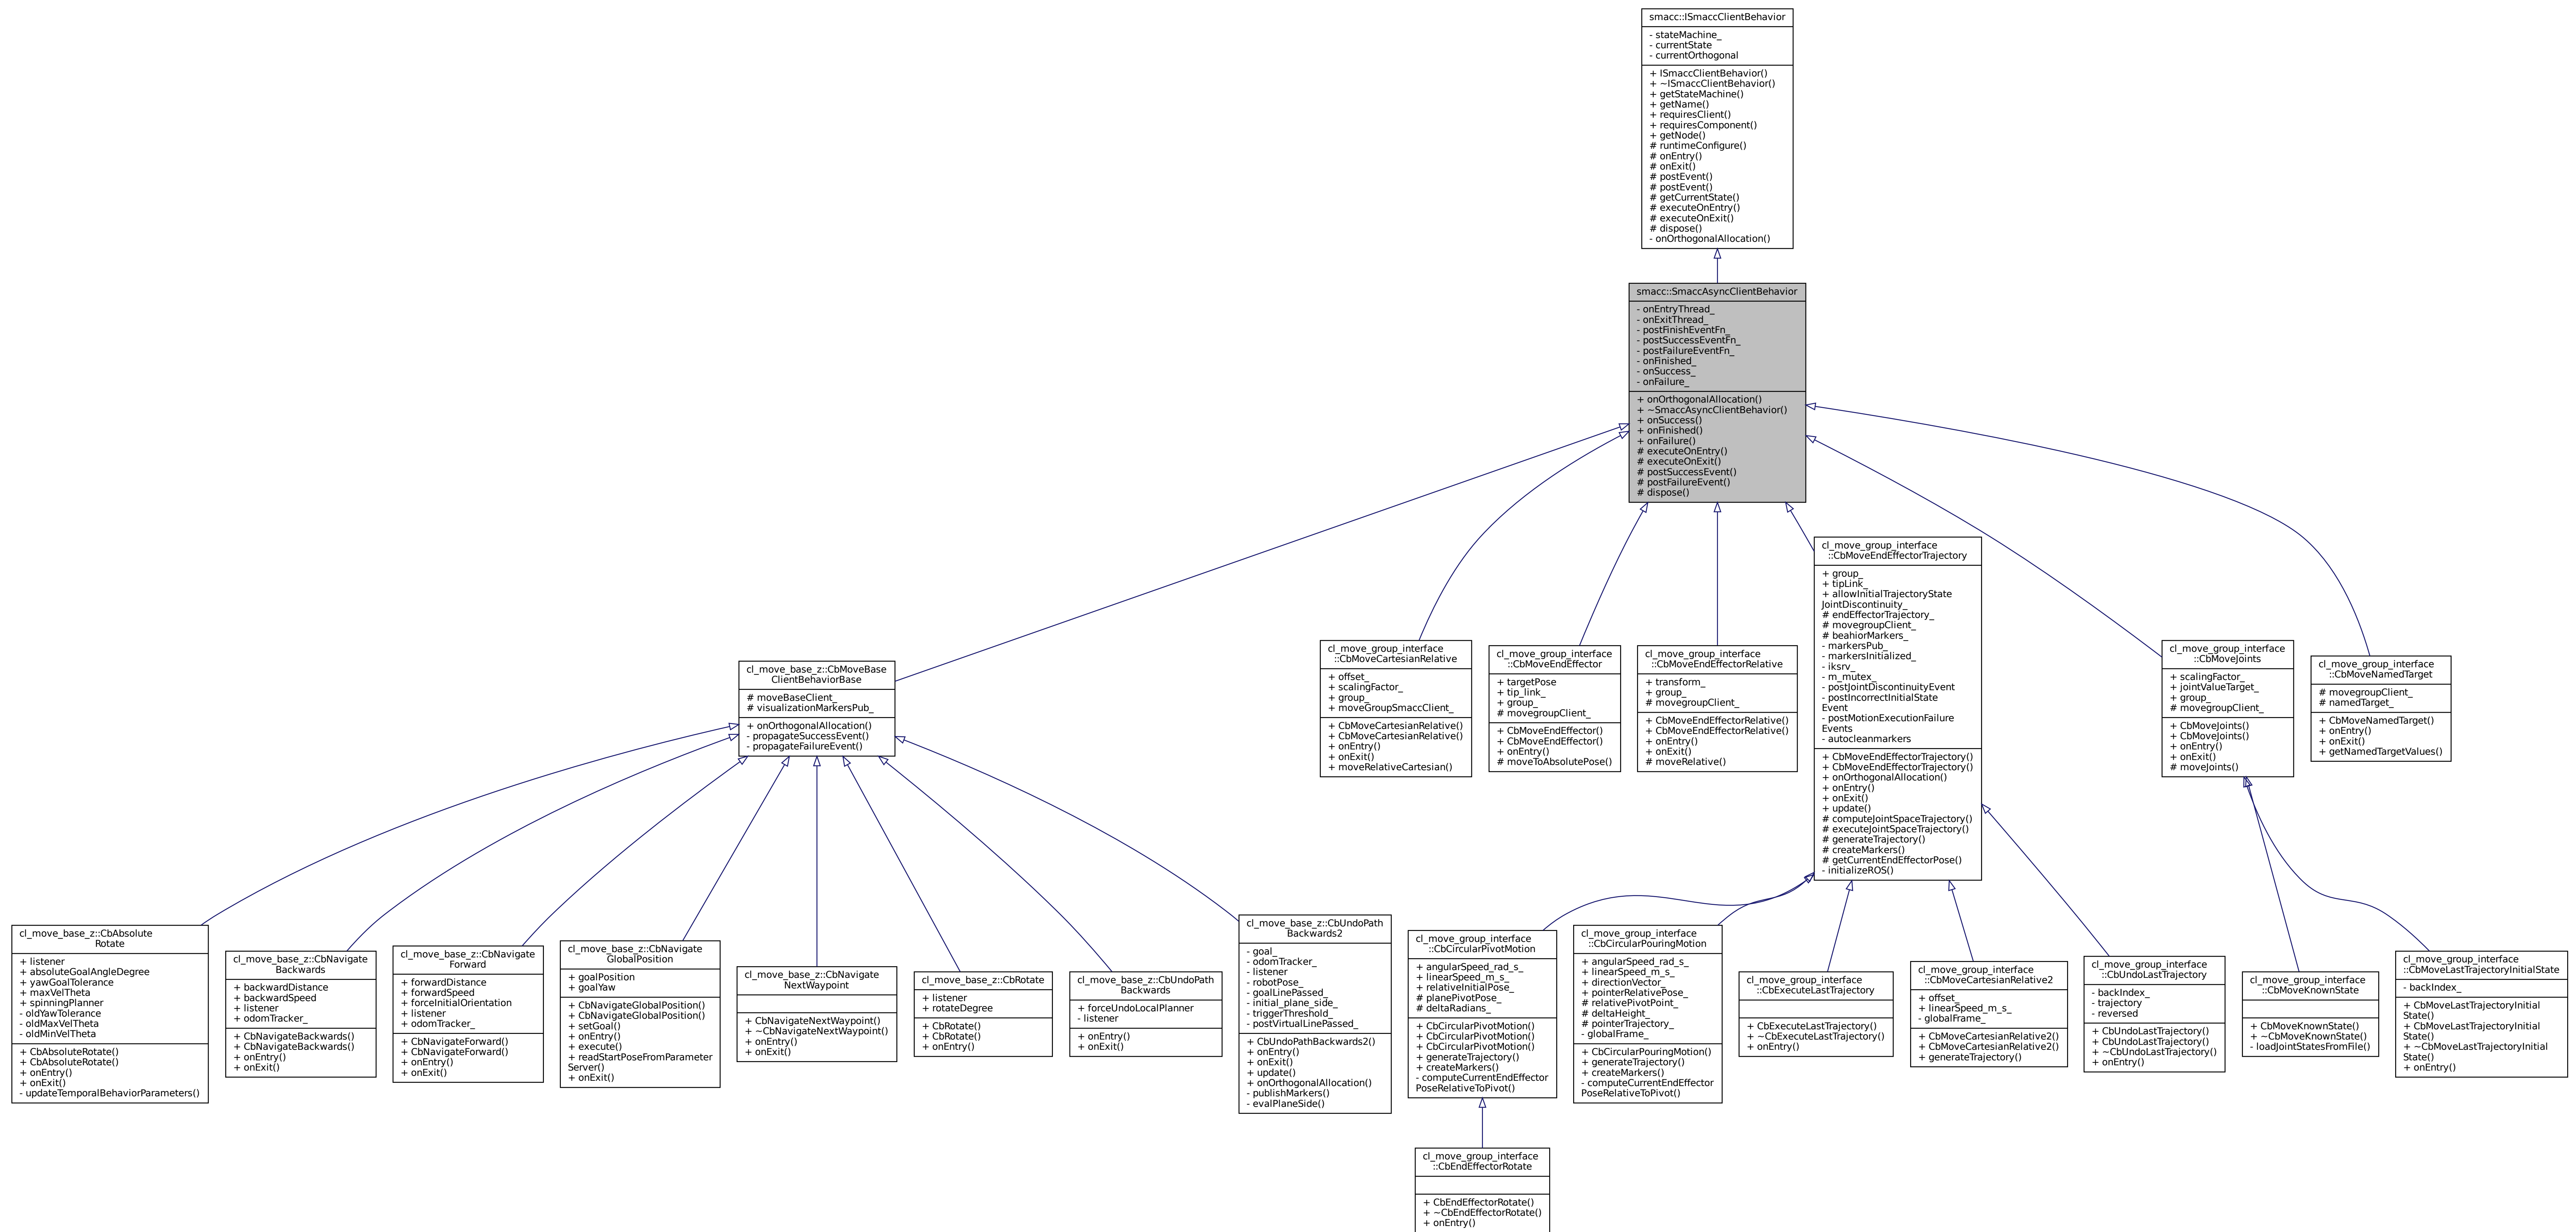 smacc::ISmaccClientBehavior
- stateMachine_
- currentState
- currentOrthogonal
+ ISmaccClientBehavior()
+ ~ISmaccClientBehavior()
+ getStateMachine()
+ getName()
+ requiresClient()
+ requiresComponent()
+ getNode()
# runtimeConfigure()
# onEntry()
# onExit()
# postEvent()
# postEvent()
# getCurrentState()
# executeOnEntry()
# executeOnExit()
# dispose()
- onOrthogonalAllocation()
smacc::SmaccAsyncClientBehavior
- onEntryThread_
- onExitThread_
- postFinishEventFn_
- postSuccessEventFn_
- postFailureEventFn_
- onFinished_
- onSuccess_
- onFailure_
+ onOrthogonalAllocation()
+ ~SmaccAsyncClientBehavior()
+ onSuccess()
+ onFinished()
+ onFailure()
# executeOnEntry()
# executeOnExit()
# postSuccessEvent()
# postFailureEvent()
# dispose()
cl_move_base_z::CbMoveBase
ClientBehaviorBase
# moveBaseClient_
# visualizationMarkersPub_
+ onOrthogonalAllocation()
- propagateSuccessEvent()
- propagateFailureEvent()
cl_move_group_interface
::CbMoveCartesianRelative
+ offset_
+ scalingFactor_
+ group_
+ moveGroupSmaccClient_
+ CbMoveCartesianRelative()
+ CbMoveCartesianRelative()
+ onEntry()
+ onExit()
+ moveRelativeCartesian()
cl_move_group_interface
::CbMoveEndEffector
+ targetPose
+ tip_link_
+ group_
# movegroupClient_
+ CbMoveEndEffector()
+ CbMoveEndEffector()
+ onEntry()
# moveToAbsolutePose()
cl_move_group_interface
::CbMoveEndEffectorRelative
+ transform_
+ group_
# movegroupClient_
+ CbMoveEndEffectorRelative()
+ CbMoveEndEffectorRelative()
+ onEntry()
+ onExit()
# moveRelative()
cl_move_group_interface
::CbMoveEndEffectorTrajectory
+ group_
+ tipLink_
+ allowInitialTrajectoryState
JointDiscontinuity_
# endEffectorTrajectory_
# movegroupClient_
# beahiorMarkers_
- markersPub_
- markersInitialized_
- iksrv_
- m_mutex_
- postJointDiscontinuityEvent
- postIncorrectInitialState
Event
- postMotionExecutionFailure
Events
- autocleanmarkers
+ CbMoveEndEffectorTrajectory()
+ CbMoveEndEffectorTrajectory()
+ onOrthogonalAllocation()
+ onEntry()
+ onExit()
+ update()
# computeJointSpaceTrajectory()
# executeJointSpaceTrajectory()
# generateTrajectory()
# createMarkers()
# getCurrentEndEffectorPose()
- initializeROS()
cl_move_group_interface
::CbMoveJoints
+ scalingFactor_
+ jointValueTarget_
+ group_
# movegroupClient_
+ CbMoveJoints()
+ CbMoveJoints()
+ onEntry()
+ onExit()
# moveJoints()
cl_move_group_interface
::CbMoveNamedTarget
# movegroupClient_
# namedTarget_
+ CbMoveNamedTarget()
+ onEntry()
+ onExit()
+ getNamedTargetValues()
cl_move_base_z::CbAbsolute
Rotate
+ listener
+ absoluteGoalAngleDegree
+ yawGoalTolerance
+ maxVelTheta
+ spinningPlanner
- oldYawTolerance
- oldMaxVelTheta
- oldMinVelTheta
+ CbAbsoluteRotate()
+ CbAbsoluteRotate()
+ onEntry()
+ onExit()
- updateTemporalBehaviorParameters()
cl_move_base_z::CbNavigate
Backwards
+ backwardDistance
+ backwardSpeed
+ listener
+ odomTracker_
+ CbNavigateBackwards()
+ CbNavigateBackwards()
+ onEntry()
+ onExit()
cl_move_base_z::CbNavigate
Forward
+ forwardDistance
+ forwardSpeed
+ forceInitialOrientation
+ listener
+ odomTracker_
+ CbNavigateForward()
+ CbNavigateForward()
+ onEntry()
+ onExit()
cl_move_base_z::CbNavigate
GlobalPosition
+ goalPosition
+ goalYaw
+ CbNavigateGlobalPosition()
+ CbNavigateGlobalPosition()
+ setGoal()
+ onEntry()
+ execute()
+ readStartPoseFromParameter
Server()
+ onExit()
cl_move_base_z::CbNavigate
NextWaypoint
+ CbNavigateNextWaypoint()
+ ~CbNavigateNextWaypoint()
+ onEntry()
+ onExit()
cl_move_base_z::CbRotate
+ listener
+ rotateDegree
+ CbRotate()
+ CbRotate()
+ onEntry()
cl_move_base_z::CbUndoPath
Backwards
+ forceUndoLocalPlanner
- listener
+ onEntry()
+ onExit()
cl_move_base_z::CbUndoPath
Backwards2
- goal_
- odomTracker_
- listener
- robotPose_
- goalLinePassed_
- initial_plane_side_
- triggerThreshold_
- postVirtualLinePassed_
+ CbUndoPathBackwards2()
+ onEntry()
+ onExit()
+ update()
+ onOrthogonalAllocation()
- publishMarkers()
- evalPlaneSide()
cl_move_group_interface
::CbCircularPivotMotion
+ angularSpeed_rad_s_
+ linearSpeed_m_s_
+ relativeInitialPose_
# planePivotPose_
# deltaRadians_
+ CbCircularPivotMotion()
+ CbCircularPivotMotion()
+ CbCircularPivotMotion()
+ generateTrajectory()
+ createMarkers()
- computeCurrentEndEffector
PoseRelativeToPivot()
cl_move_group_interface
::CbCircularPouringMotion
+ angularSpeed_rad_s_
+ linearSpeed_m_s_
+ directionVector_
+ pointerRelativePose_
# relativePivotPoint_
# deltaHeight_
# pointerTrajectory_
- globalFrame_
+ CbCircularPouringMotion()
+ generateTrajectory()
+ createMarkers()
- computeCurrentEndEffector
PoseRelativeToPivot()
cl_move_group_interface
::CbExecuteLastTrajectory
+ CbExecuteLastTrajectory()
+ ~CbExecuteLastTrajectory()
+ onEntry()
cl_move_group_interface
::CbMoveCartesianRelative2
+ offset_
+ linearSpeed_m_s_
- globalFrame_
+ CbMoveCartesianRelative2()
+ CbMoveCartesianRelative2()
+ generateTrajectory()
cl_move_group_interface
::CbUndoLastTrajectory
- backIndex_
- trajectory
- reversed
+ CbUndoLastTrajectory()
+ CbUndoLastTrajectory()
+ ~CbUndoLastTrajectory()
+ onEntry()
cl_move_group_interface
::CbMoveKnownState
+ CbMoveKnownState()
+ ~CbMoveKnownState()
- loadJointStatesFromFile()
cl_move_group_interface
::CbMoveLastTrajectoryInitialState
- backIndex_
+ CbMoveLastTrajectoryInitial
State()
+ CbMoveLastTrajectoryInitial
State()
+ ~CbMoveLastTrajectoryInitial
State()
+ onEntry()
cl_move_group_interface
::CbEndEffectorRotate
+ CbEndEffectorRotate()
+ ~CbEndEffectorRotate()
+ onEntry()